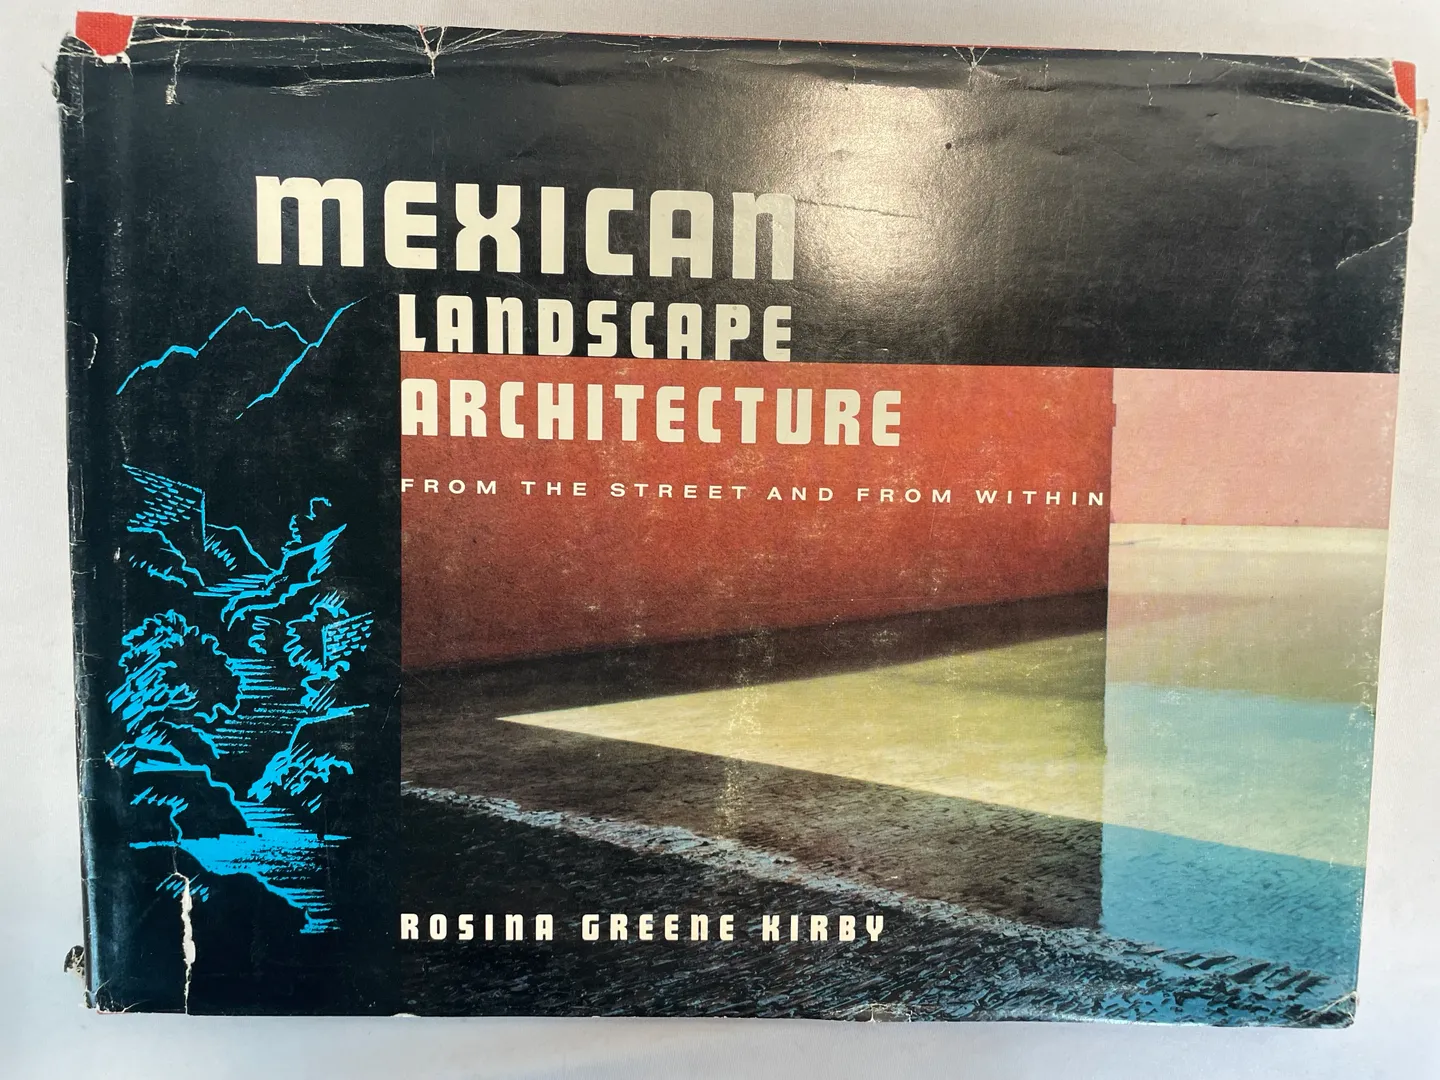 MEXICAN
LANDSCAPE
ARCHITECTURE
FROM THE STREET AND FROM WITHIN
ROSINA GREENE KIRBY